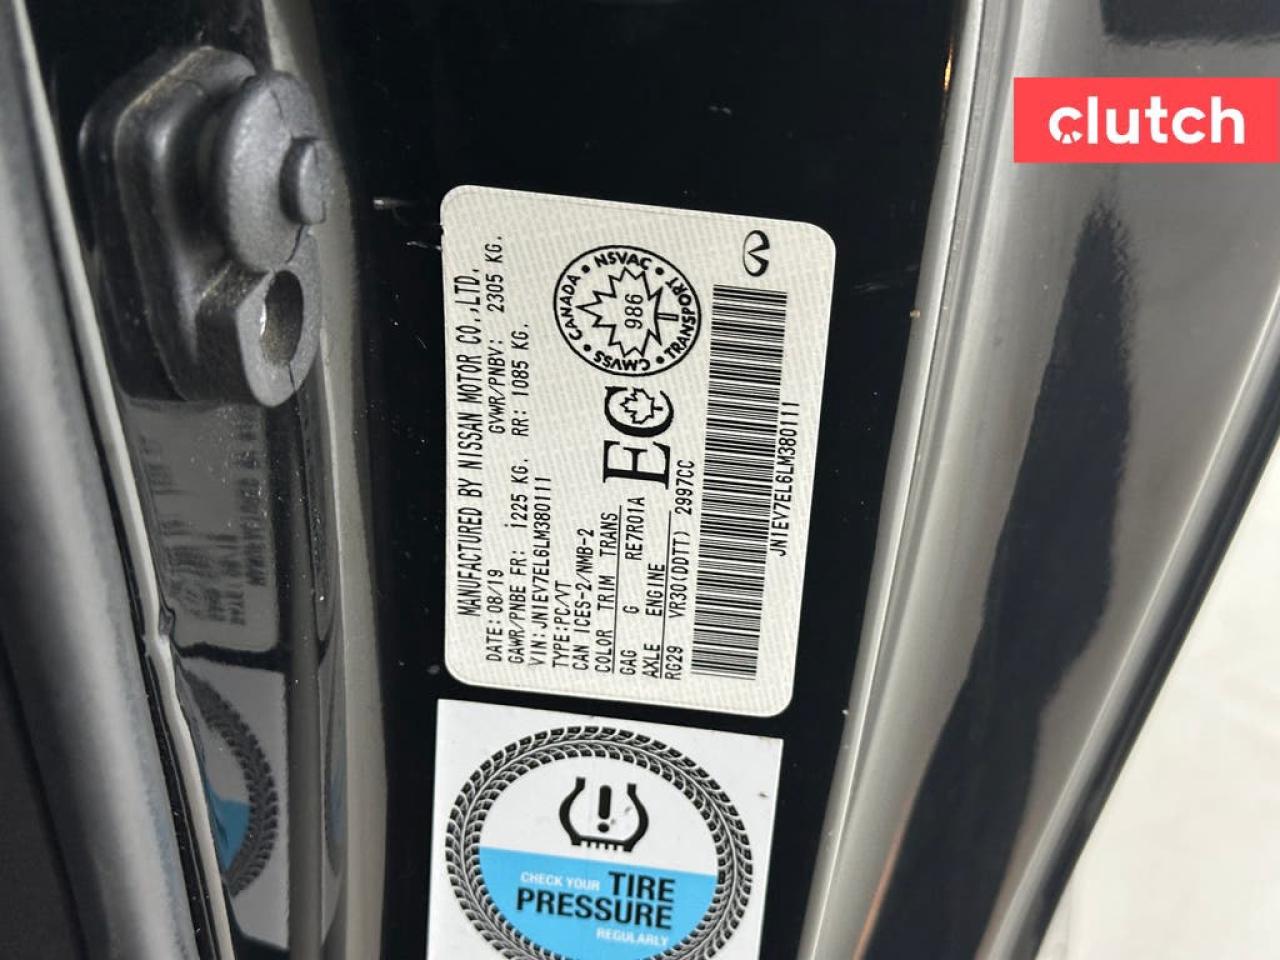 clutch
MANUFACTURED BY NISSAN MOTOR CO.,LTD.
DATE: 08/19 GVWR/PNBV: 2305 KG.
GAWR/PNBE FR: 1225 KG. RR: 1085 KG.
VIN: JN1EV7EL6LM380111
TYPE:PC/VT
CAN ICES-2/NMB-2
COLOR TRIM TRANS
GAG G RE7R01A
AXLE ENGINE
RG29 VR30(DDTT) 2997CC
EC
CANADA • NSVAC • TRANSPORT • CMVSS •
986
JN1EV7EL6LM380111
CHECK YOUR TIRE
PRESSURE
REGULARLY